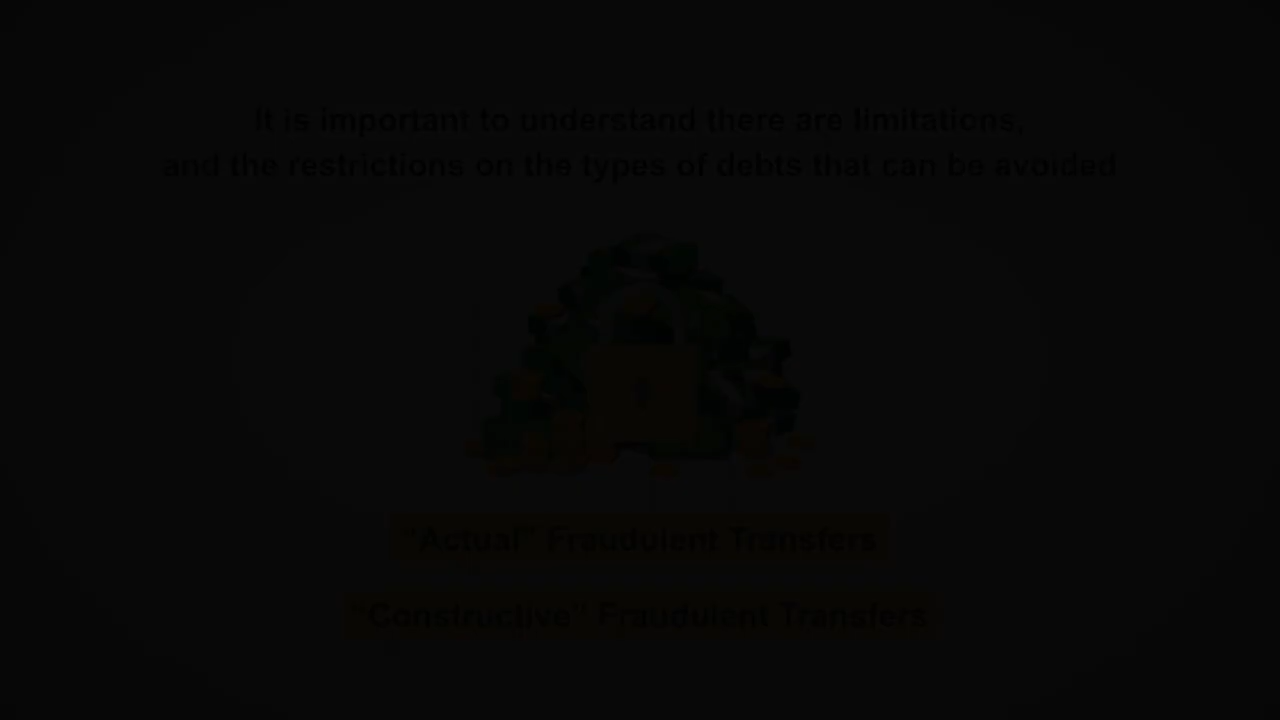 It is important to understand there are limitations,
and the restrictions on the types of debts that can be avoided
"Actual" Fraudulent Transfers
"Constructive" Fraudulent Transfers